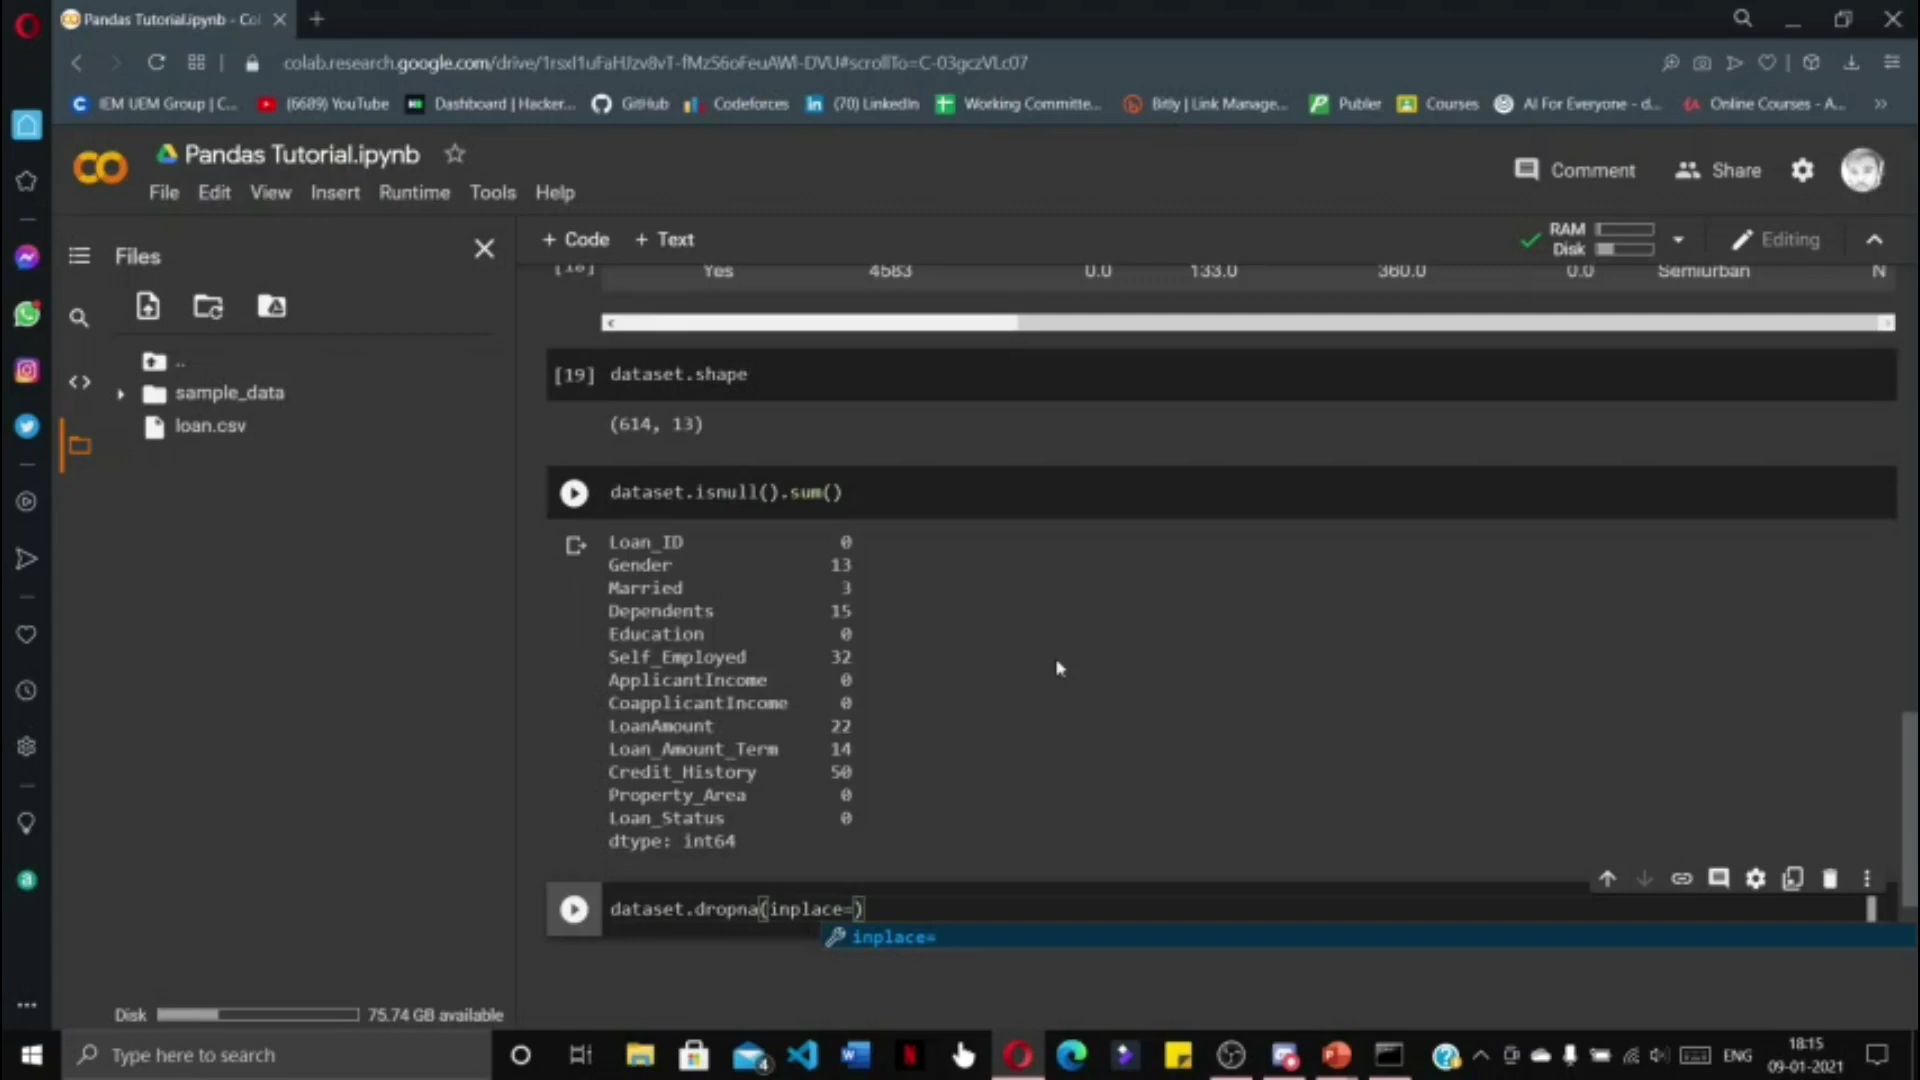 Pandas Tutorial.ipynb - Col
colab.research.google.com/drive/
IEM UEM Group | C...
(6689) YouTube
Dashboard | Hacker...
GitHub
Codeforces
(70) LinkedIn
Working Committe...
Bitly | Link Manage...
Publer
Courses
AI For Everyone - d...
Online Courses - A...
Pandas Tutorial.ipynb
File Edit View Insert Runtime Tools Help
Comment
Share
Files
+ Code + Text
RAM
Disk
Editing
..
sample_data
loan.csv
[18] Yes 4583 0.0 133.0 360.0 0.0 Semiurban N
[19] dataset.shape
(614, 13)
dataset.isnull().sum()
Loan_ID 0
Gender 13
Married 3
Dependents 15
Education 0
Self_Employed 32
ApplicantIncome 0
CoapplicantIncome 0
LoanAmount 22
Loan_Amount_Term 14
Credit_History 50
Property_Area 0
Loan_Status 0
dtype: int64
dataset.dropna(inplace=)
inplace=
Disk 75.74 GB available
Type here to search
4
ENG
18:15
09-01-2021